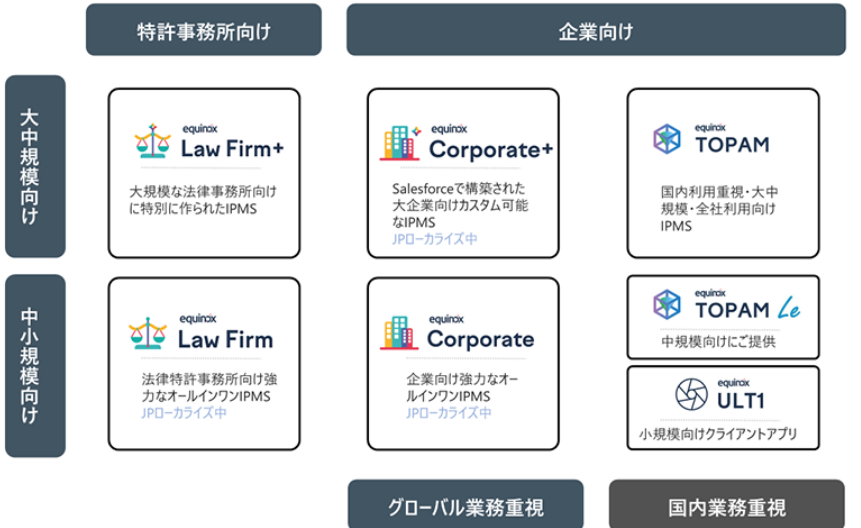 特許事務所向け
企業向け
大中規模向け
equinox
Law Firm+
大規模な法律事務所向け
に特別に作られたIPMS
equinox
Corporate+
Salesforceで構築された
大企業向けカスタム可能
なIPMS
JPローカライズ中
equinox
TOPAM
国内利用重視・大中
規模・全社利用向け
IPMS
中小規模向け
equinox
Law Firm
法律特許事務所向け強
力なオールインワンIPMS
JPローカライズ中
equinox
Corporate
企業向け強力なオー
ルインワンIPMS
JPローカライズ中
equinox
TOPAM Le
中規模向けにご提供
equinox
ULT1
小規模向けクライアントアプリ
グローバル業務重視
国内業務重視